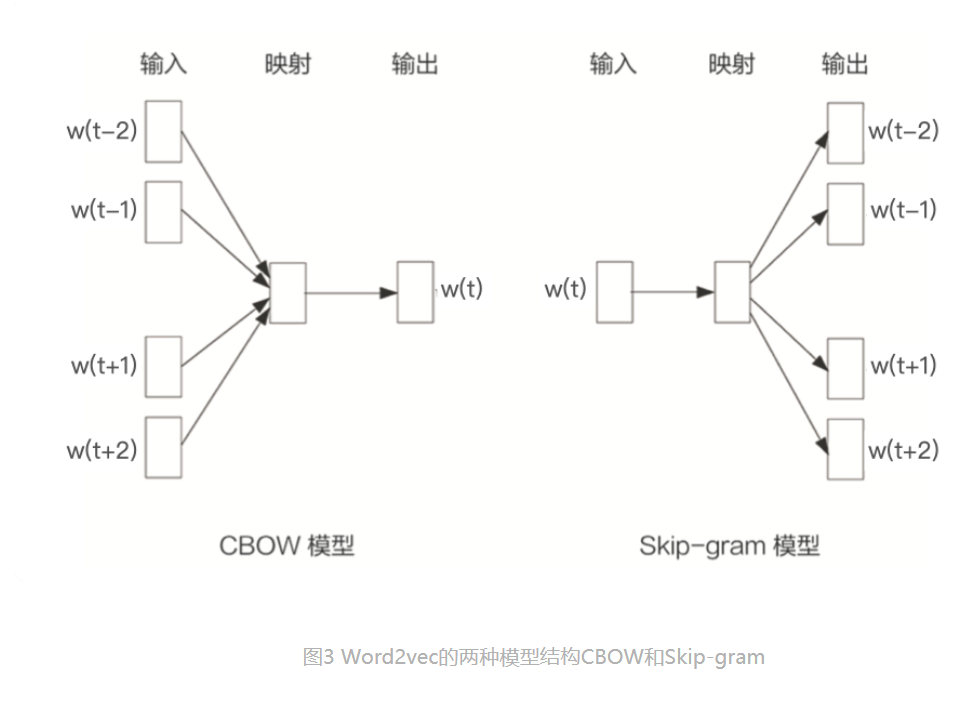 输入 映射 输出 输入 映射 输出
w(t-2) w(t-2)
w(t-1) w(t-1)
w(t) w(t)
w(t+1) w(t+1)
w(t+2) w(t+2)
CBOW 模型 Skip-gram 模型
图3 Word2vec的两种模型结构CBOW和Skip-gram